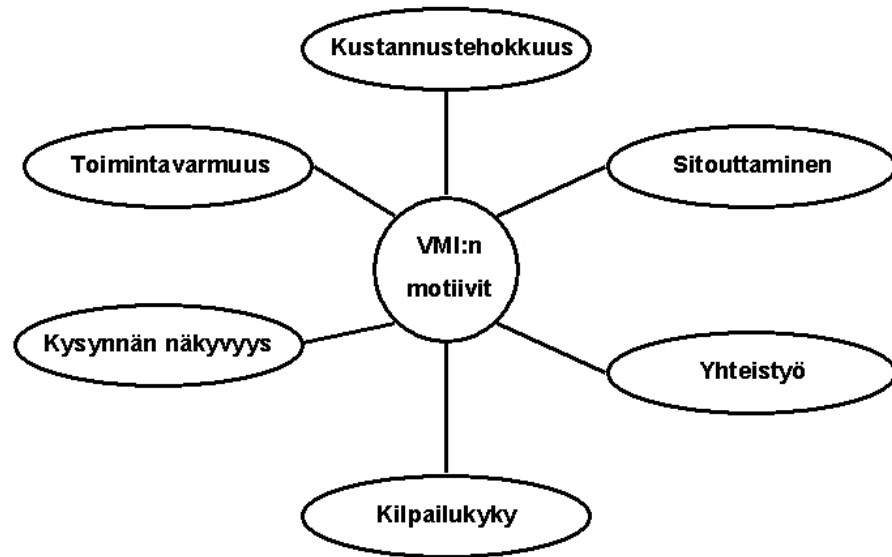 Kustannustehokkuus
Toimintavarmuus
Sitouttaminen
VMI:n
motiivit
Kysynnän näkyvyys
Yhteistyö
Kilpailukyky